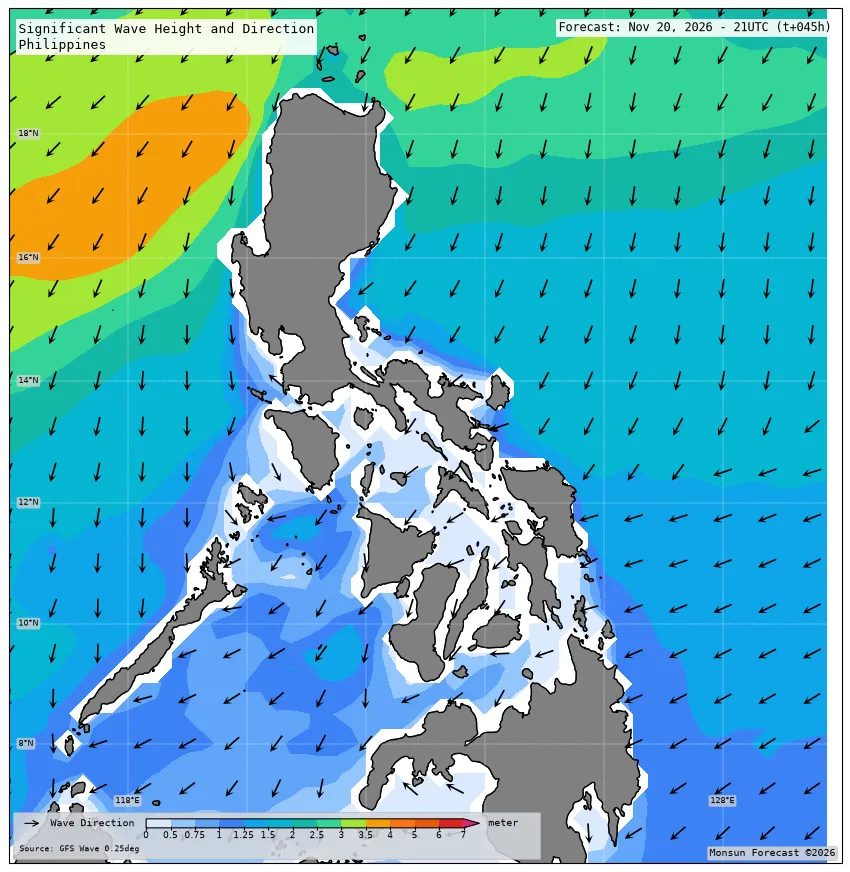 Significant Wave Height and Direction
Philippines
Forecast: Nov 20, 2026 - 21UTC (t+045h)
18°N
16°N
14°N
12°N
10°N
8°N
118°E
128°E
Wave Direction
0 0.5 0.75 1 1.25 1.5 2 2.5 3 3.5 4 5 6 7
meter
Source: GFS Wave 0.25deg
Monsun Forecast ©2026